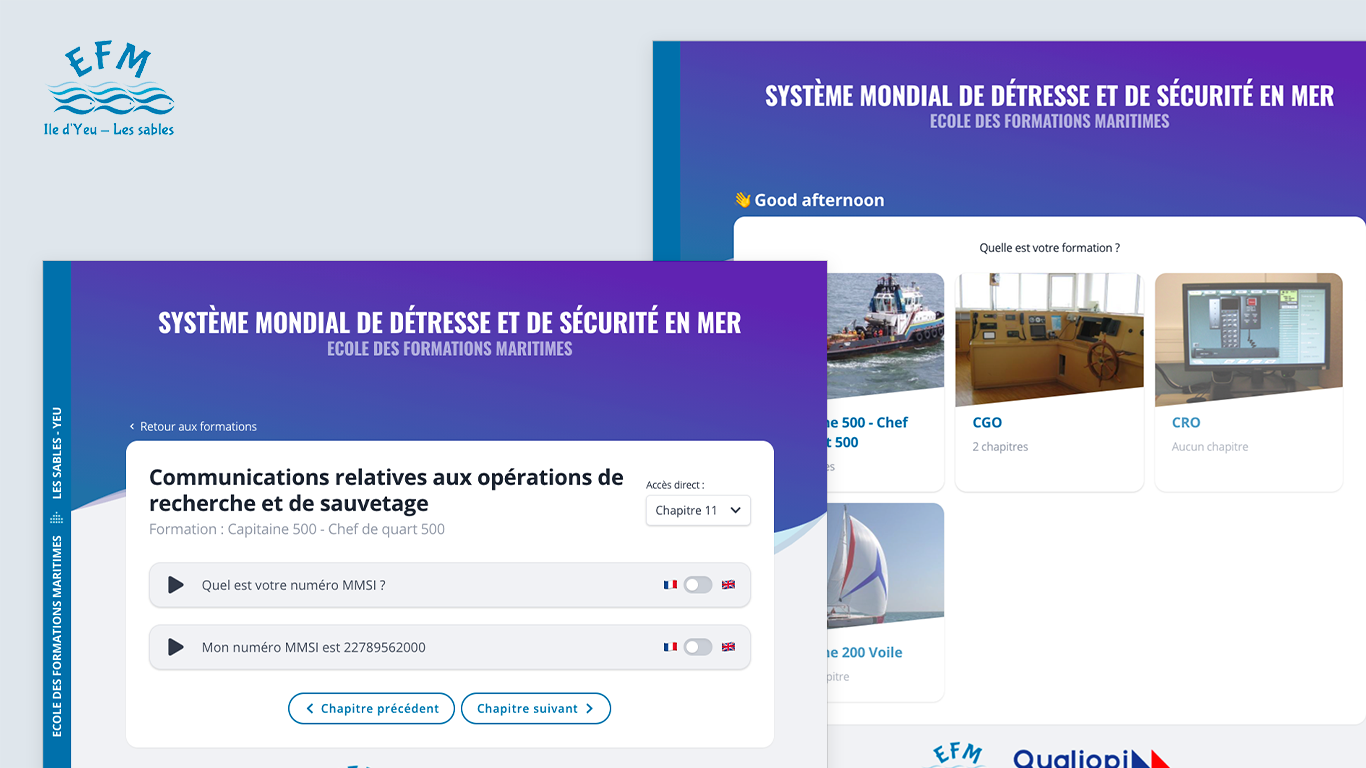 EFM
Ile d'Yeu – Les sables
SYSTÈME MONDIAL DE DÉTRESSE ET DE SÉCURITÉ EN MER
ECOLE DES FORMATIONS MARITIMES
👋 Good afternoon
Quelle est votre formation ?
ne 500 - Chef
t 500
es
CGO
2 chapitres
CRO
Aucun chapitre
ne 200 Voile
pitre
EFM
Qualiopi
ECOLE DES FORMATIONS MARITIMES LES SABLES - YEU
SYSTÈME MONDIAL DE DÉTRESSE ET DE SÉCURITÉ EN MER
ECOLE DES FORMATIONS MARITIMES
Retour aux formations
Communications relatives aux opérations de
recherche et de sauvetage
Formation : Capitaine 500 - Chef de quart 500
Accès direct :
Chapitre 11
Quel est votre numéro MMSI ?
Mon numéro MMSI est 22789562000
Chapitre précédent
Chapitre suivant